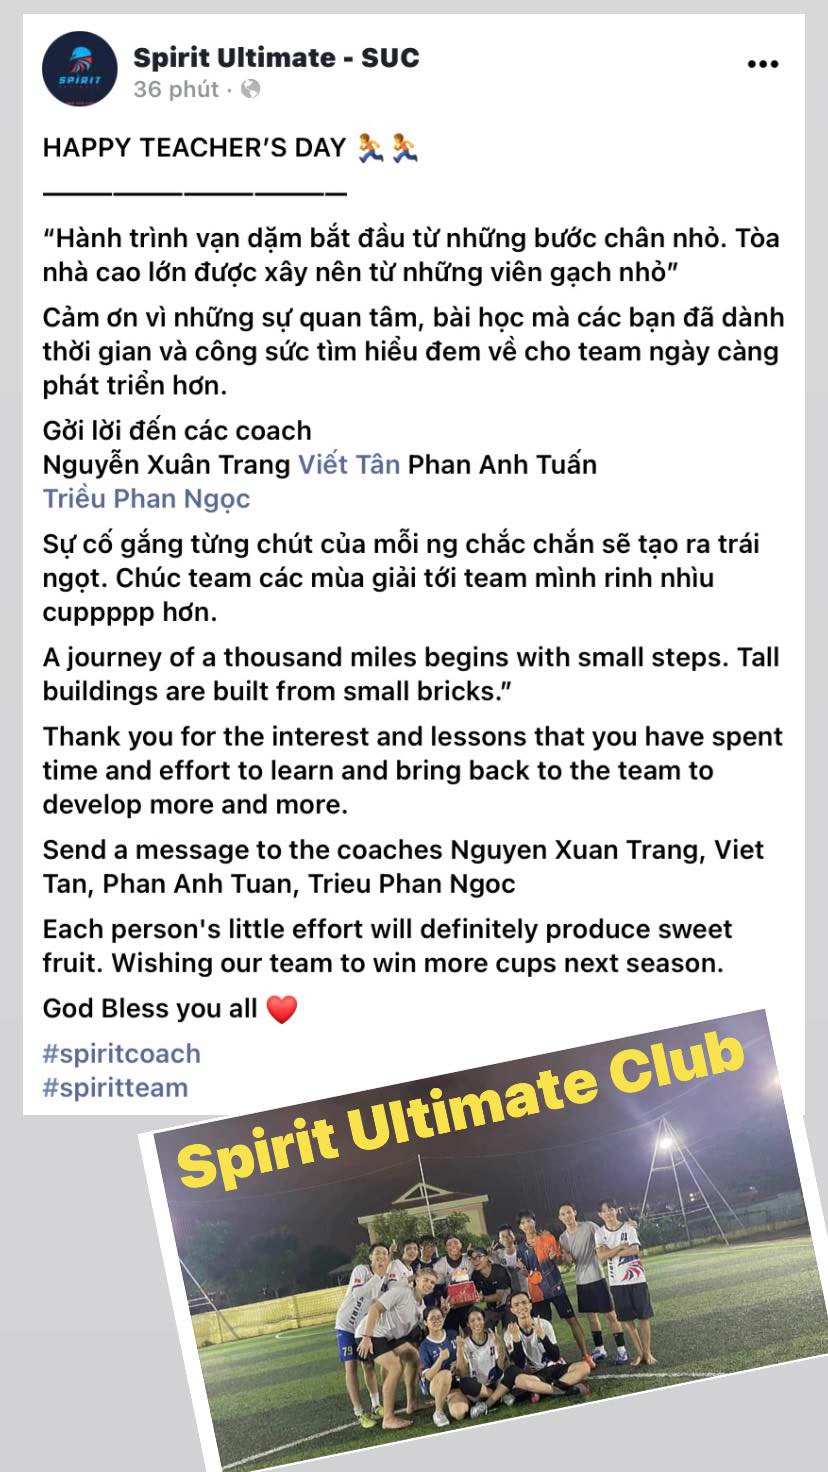 SPIRIT
Spirit Ultimate - SUC
36 phút ·
HAPPY TEACHER’S DAY 🏃🏃
————————————
“Hành trình vạn dặm bắt đầu từ những bước chân nhỏ. Tòa
nhà cao lớn được xây nên từ những viên gạch nhỏ”
Cảm ơn vì những sự quan tâm, bài học mà các bạn đã dành
thời gian và công sức tìm hiểu đem về cho team ngày càng
phát triển hơn.
Gởi lời đến các coach
Nguyễn Xuân Trang Viết Tân Phan Anh Tuấn
Triều Phan Ngọc
Sự cố gắng từng chút của mỗi ng chắc chắn sẽ tạo ra trái
ngọt. Chúc team các mùa giải tới team mình rinh nhìu
cuppppp hơn.
A journey of a thousand miles begins with small steps. Tall
buildings are built from small bricks.”
Thank you for the interest and lessons that you have spent
time and effort to learn and bring back to the team to
develop more and more.
Send a message to the coaches Nguyen Xuan Trang, Viet
Tan, Phan Anh Tuan, Trieu Phan Ngoc
Each person's little effort will definitely produce sweet
fruit. Wishing our team to win more cups next season.
God Bless you all ❤️
#spiritcoach
#spiritteam
Spirit Ultimate Club
SPIRIT
79